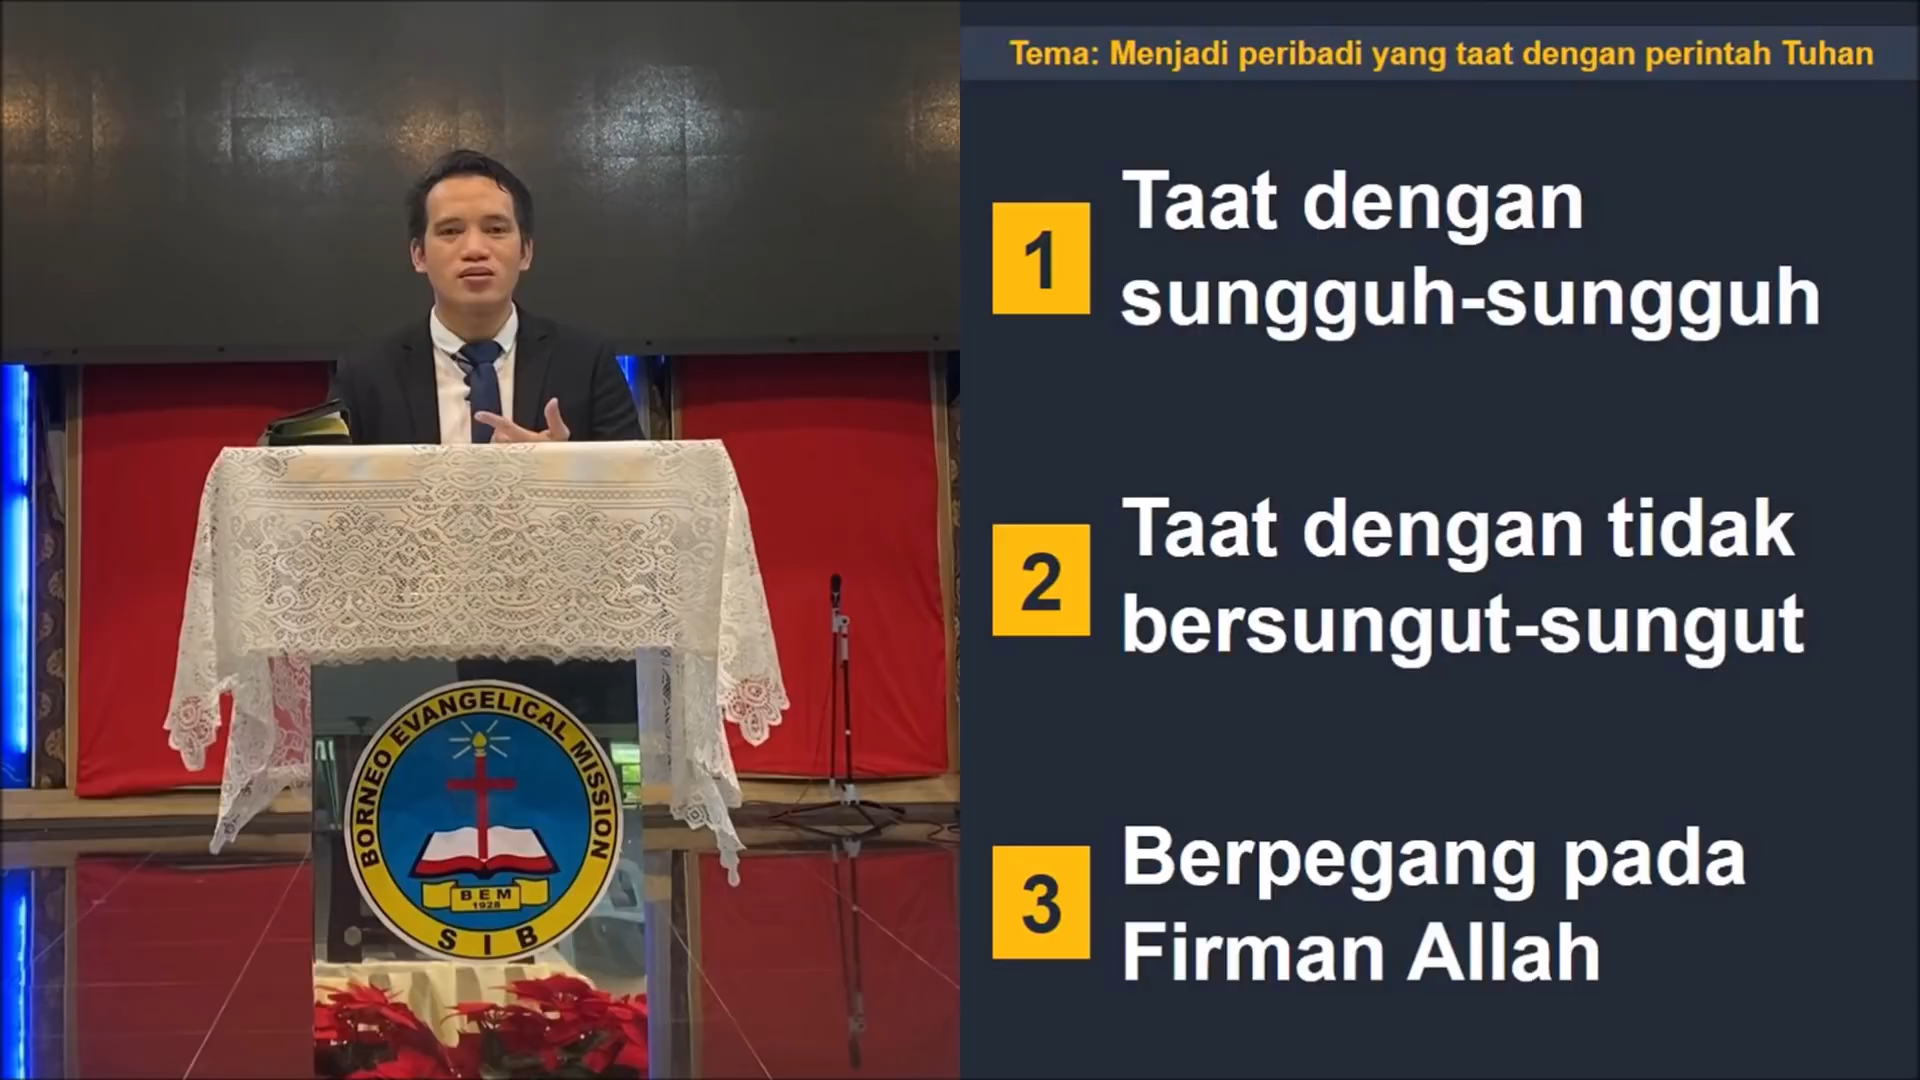 Tema: Menjadi peribadi yang taat dengan perintah Tuhan
1
Taat dengan
sungguh-sungguh
2
Taat dengan tidak
bersungut-sungut
3
Berpegang pada
Firman Allah
BORNEO EVANGELICAL MISSION
BEM
1928
SIB